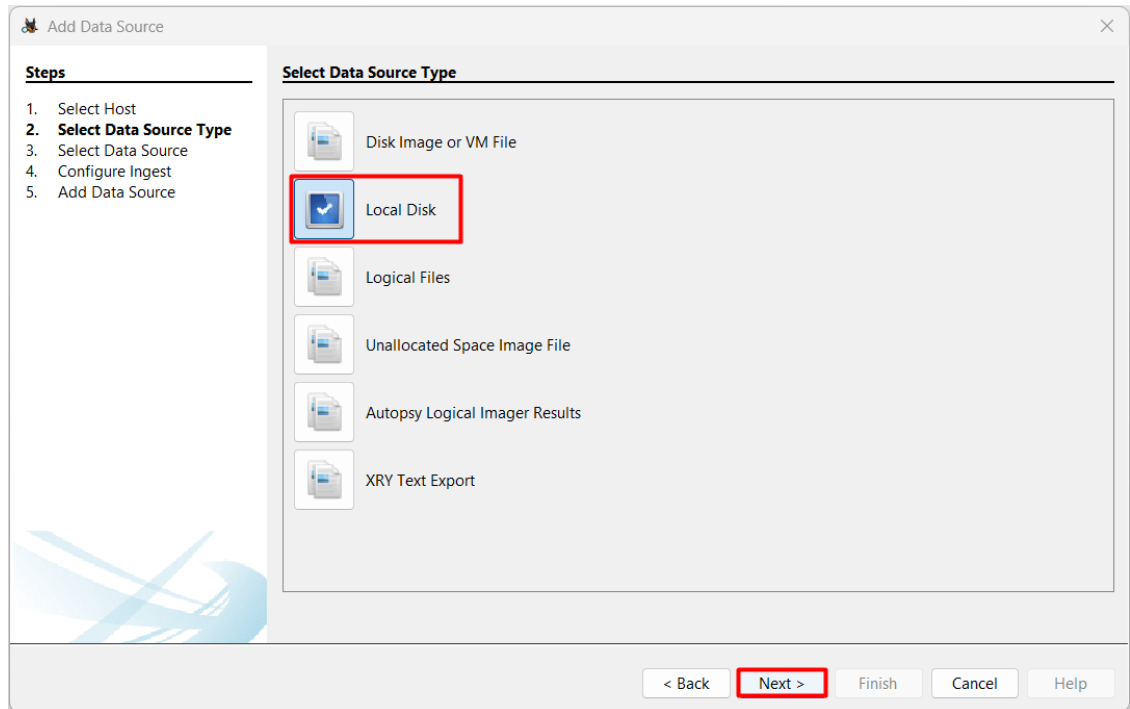 Add Data Source
Steps
1. Select Host
2. Select Data Source Type
3. Select Data Source
4. Configure Ingest
5. Add Data Source
Select Data Source Type
Disk Image or VM File
Local Disk
Logical Files
Unallocated Space Image File
Autopsy Logical Imager Results
XRY Text Export
< Back Next > Finish Cancel Help